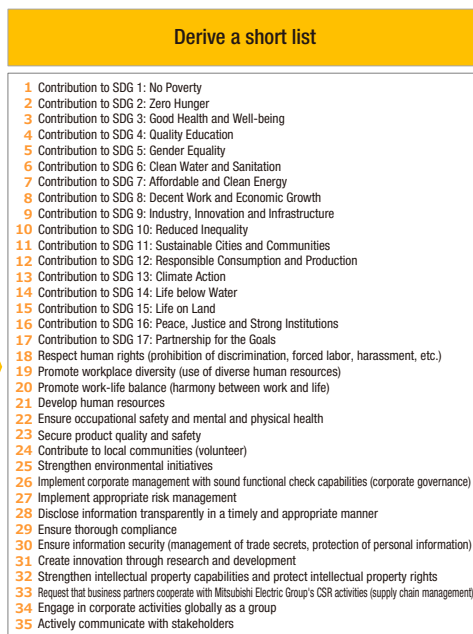 Derive a short list
1 Contribution to SDG 1: No Poverty
2 Contribution to SDG 2: Zero Hunger
3 Contribution to SDG 3: Good Health and Well-being
4 Contribution to SDG 4: Quality Education
5 Contribution to SDG 5: Gender Equality
6 Contribution to SDG 6: Clean Water and Sanitation
7 Contribution to SDG 7: Affordable and Clean Energy
8 Contribution to SDG 8: Decent Work and Economic Growth
9 Contribution to SDG 9: Industry, Innovation and Infrastructure
10 Contribution to SDG 10: Reduced Inequality
11 Contribution to SDG 11: Sustainable Cities and Communities
12 Contribution to SDG 12: Responsible Consumption and Production
13 Contribution to SDG 13: Climate Action
14 Contribution to SDG 14: Life below Water
15 Contribution to SDG 15: Life on Land
16 Contribution to SDG 16: Peace, Justice and Strong Institutions
17 Contribution to SDG 17: Partnership for the Goals
18 Respect human rights (prohibition of discrimination, forced labor, harassment, etc.)
19 Promote workplace diversity (use of diverse human resources)
20 Promote work-life balance (harmony between work and life)
21 Develop human resources
22 Ensure occupational safety and mental and physical health
23 Secure product quality and safety
24 Contribute to local communities (volunteer)
25 Strengthen environmental initiatives
26 Implement corporate management with sound functional check capabilities (corporate governance)
27 Implement appropriate risk management
28 Disclose information transparently in a timely and appropriate manner
29 Ensure thorough compliance
30 Ensure information security (management of trade secrets, protection of personal information)
31 Create innovation through research and development
32 Strengthen intellectual property capabilities and protect intellectual property rights
33 Request that business partners cooperate with Mitsubishi Electric Group's CSR activities (supply chain management)
34 Engage in corporate activities globally as a group
35 Actively communicate with stakeholders